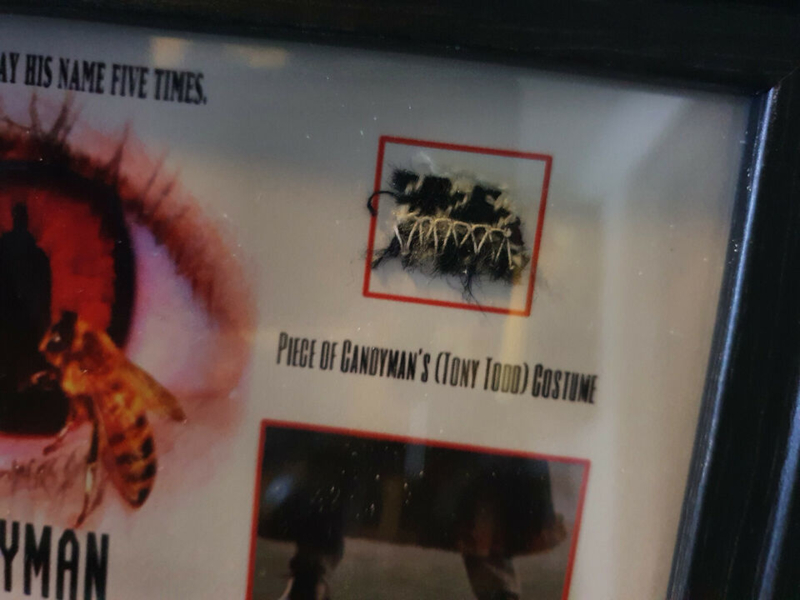 AY HIS NAME FIVE TIMES.
PIECE OF CANDYMAN'S (TONY TODD) COSTUME
YMAN